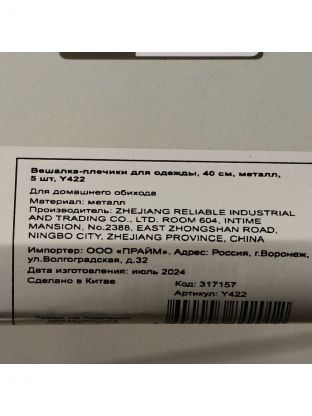 Вешалка-плечики для одежды, 40 см, металл,
5 шт, Y422
Для домашнего обихода
Материал: металл
Производитель: ZHEJIANG RELIABLE INDUSTRIAL
AND TRADING CO., LTD. ROOM 604, INTIME
MANSION, No.2388, EAST ZHONGSHAN ROAD,
NINGBO CITY, ZHEJIANG PROVINCE, CHINA
Импортер: ООО «ПРАЙМ». Адрес: Россия, г.Воронеж,
ул.Волгоградская, д.32
Дата изготовления: июль 2024
Сделано в Китае
Код: 317157
Артикул: Y422